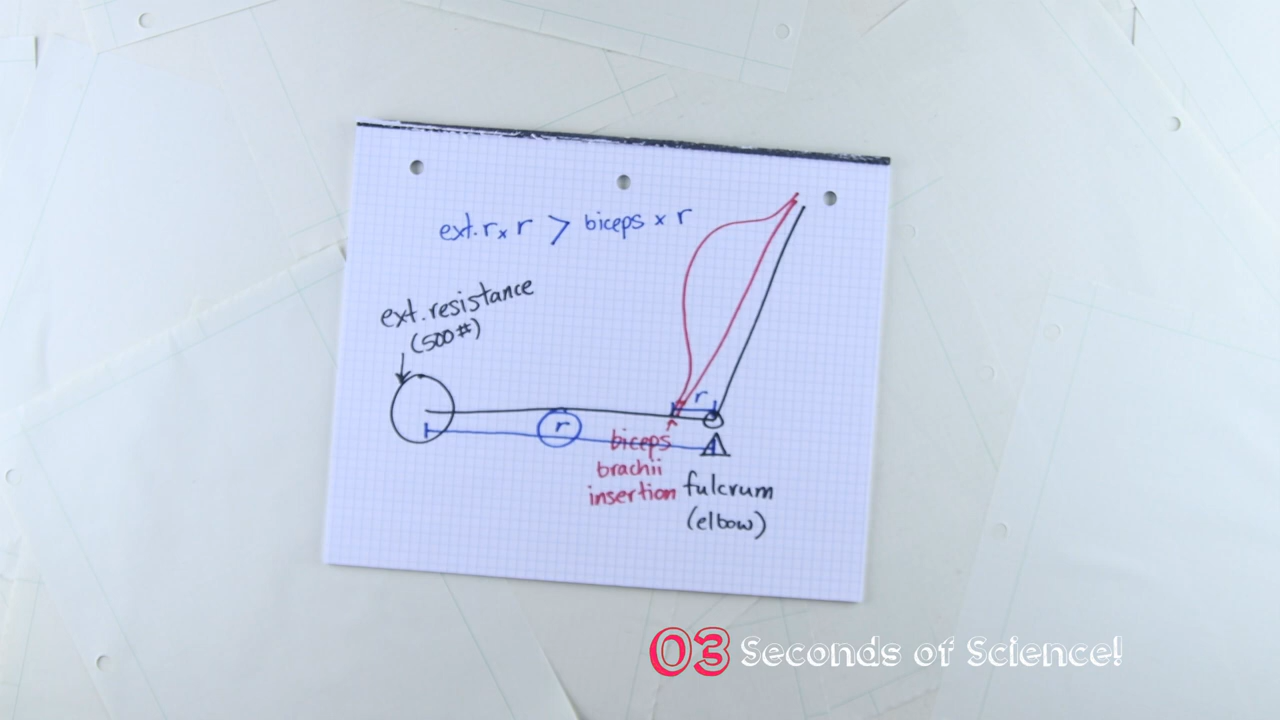 ext. r x r > biceps x r
ext. resistance
(500#)
r
r
biceps
brachii
insertion
fulcrum
(elbow)
03 Seconds of Science!